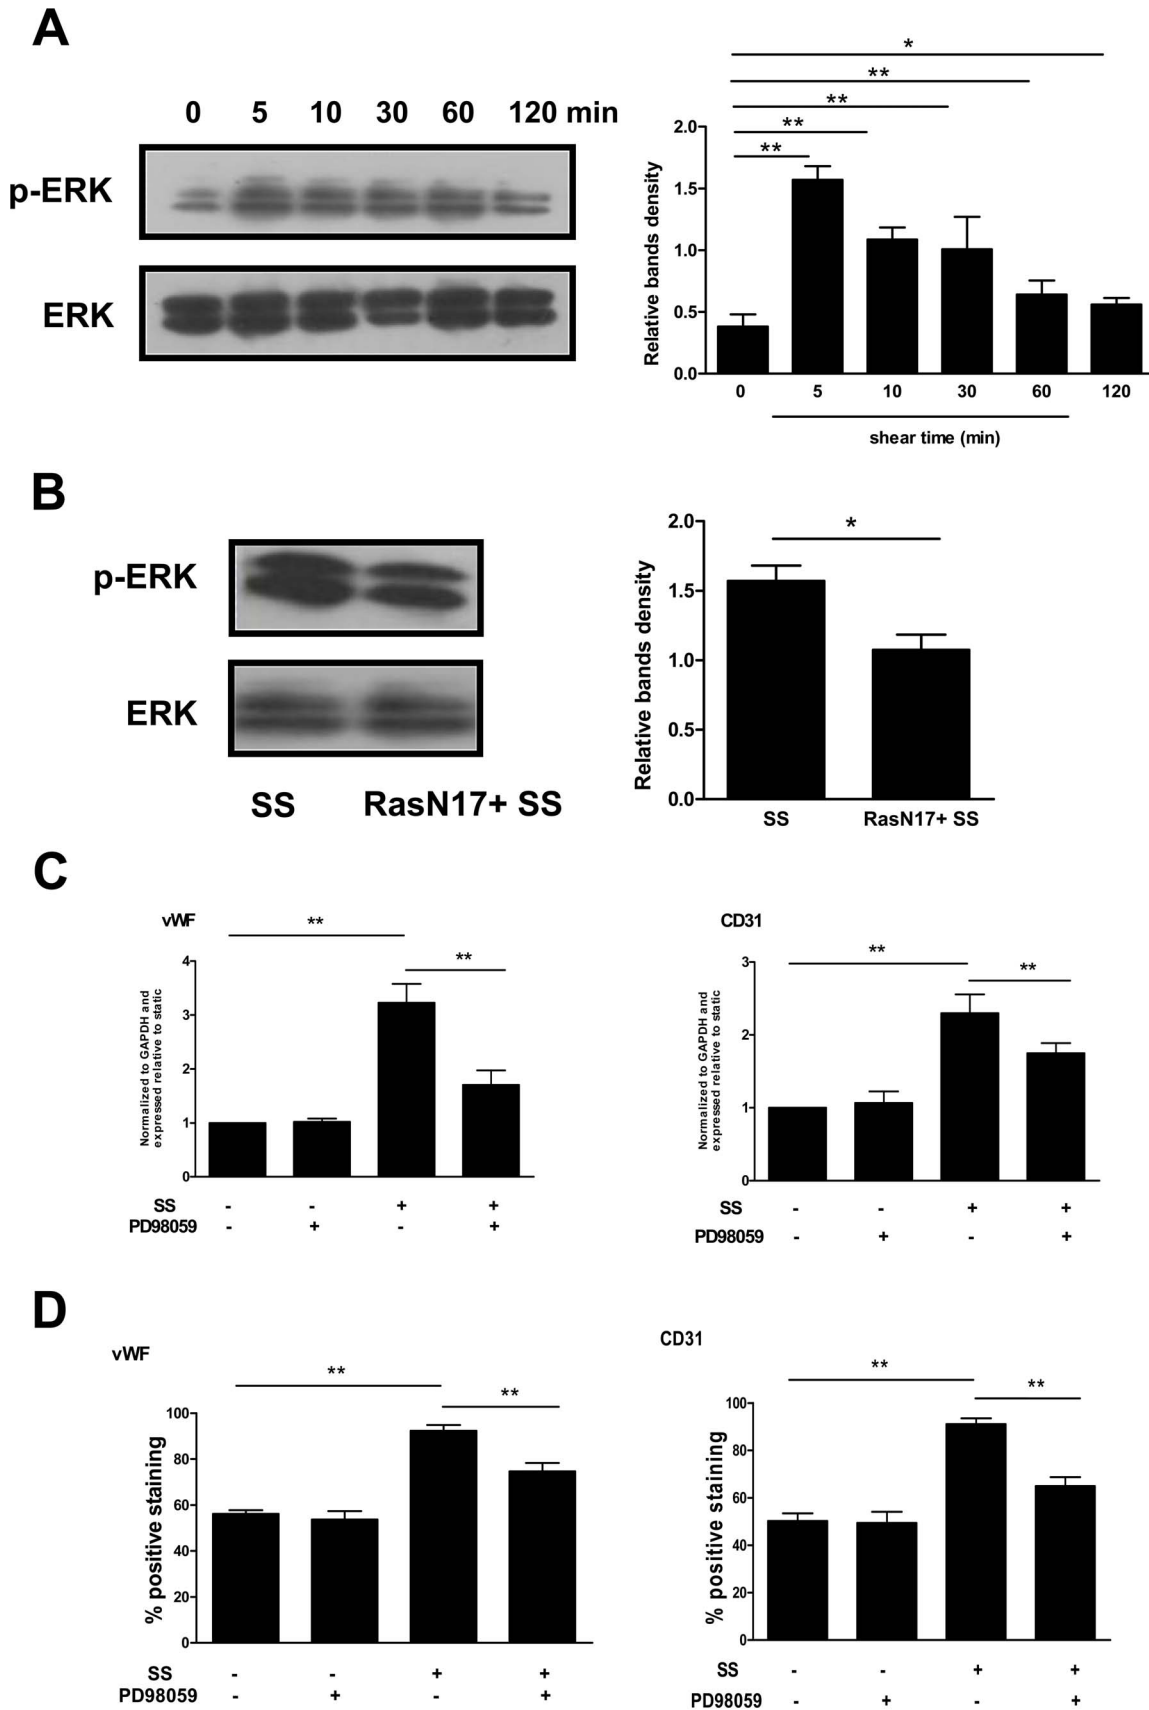 A
0 5 10 30 60 120 min
p-ERK
ERK
*
**
**
**
**
2.0
1.5
1.0
0.5
0.0
Relative bands density
0 5 10 30 60 120
shear time (min)
B
p-ERK
ERK
SS RasN17+ SS
*
2.0
1.5
1.0
0.5
0.0
Relative bands density
SS RasN17+ SS
C
vWF
**
**
4
3
2
1
0
Normalized to GAPDH and
expressed relative to static
SS - - + +
PD98059 - + - +
CD31
**
**
3
2
1
0
Normalized to GAPDH and
expressed relative to static
SS - - + +
PD98059 - + - +
D
vWF
**
**
100
80
60
40
20
0
% positive staining
SS - - + +
PD98059 - + - +
CD31
**
**
100
80
60
40
20
0
% positive staining
SS - - + +
PD98059 - + - +